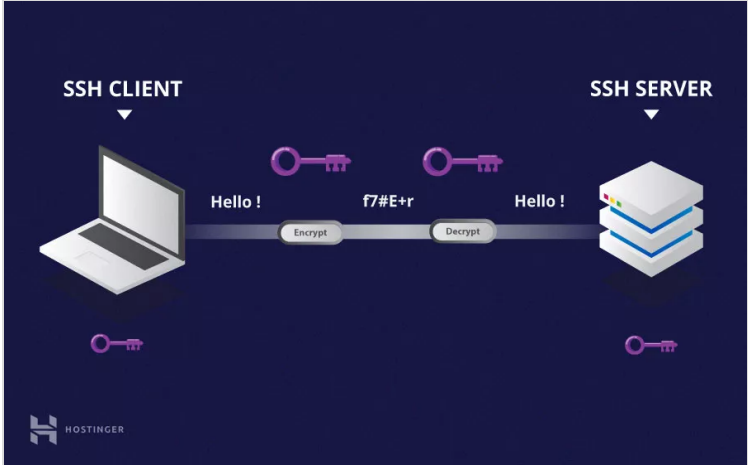 SSH CLIENT
SSH SERVER
Hello !
f7#E+r
Hello !
Encrypt
Decrypt
HOSTINGER